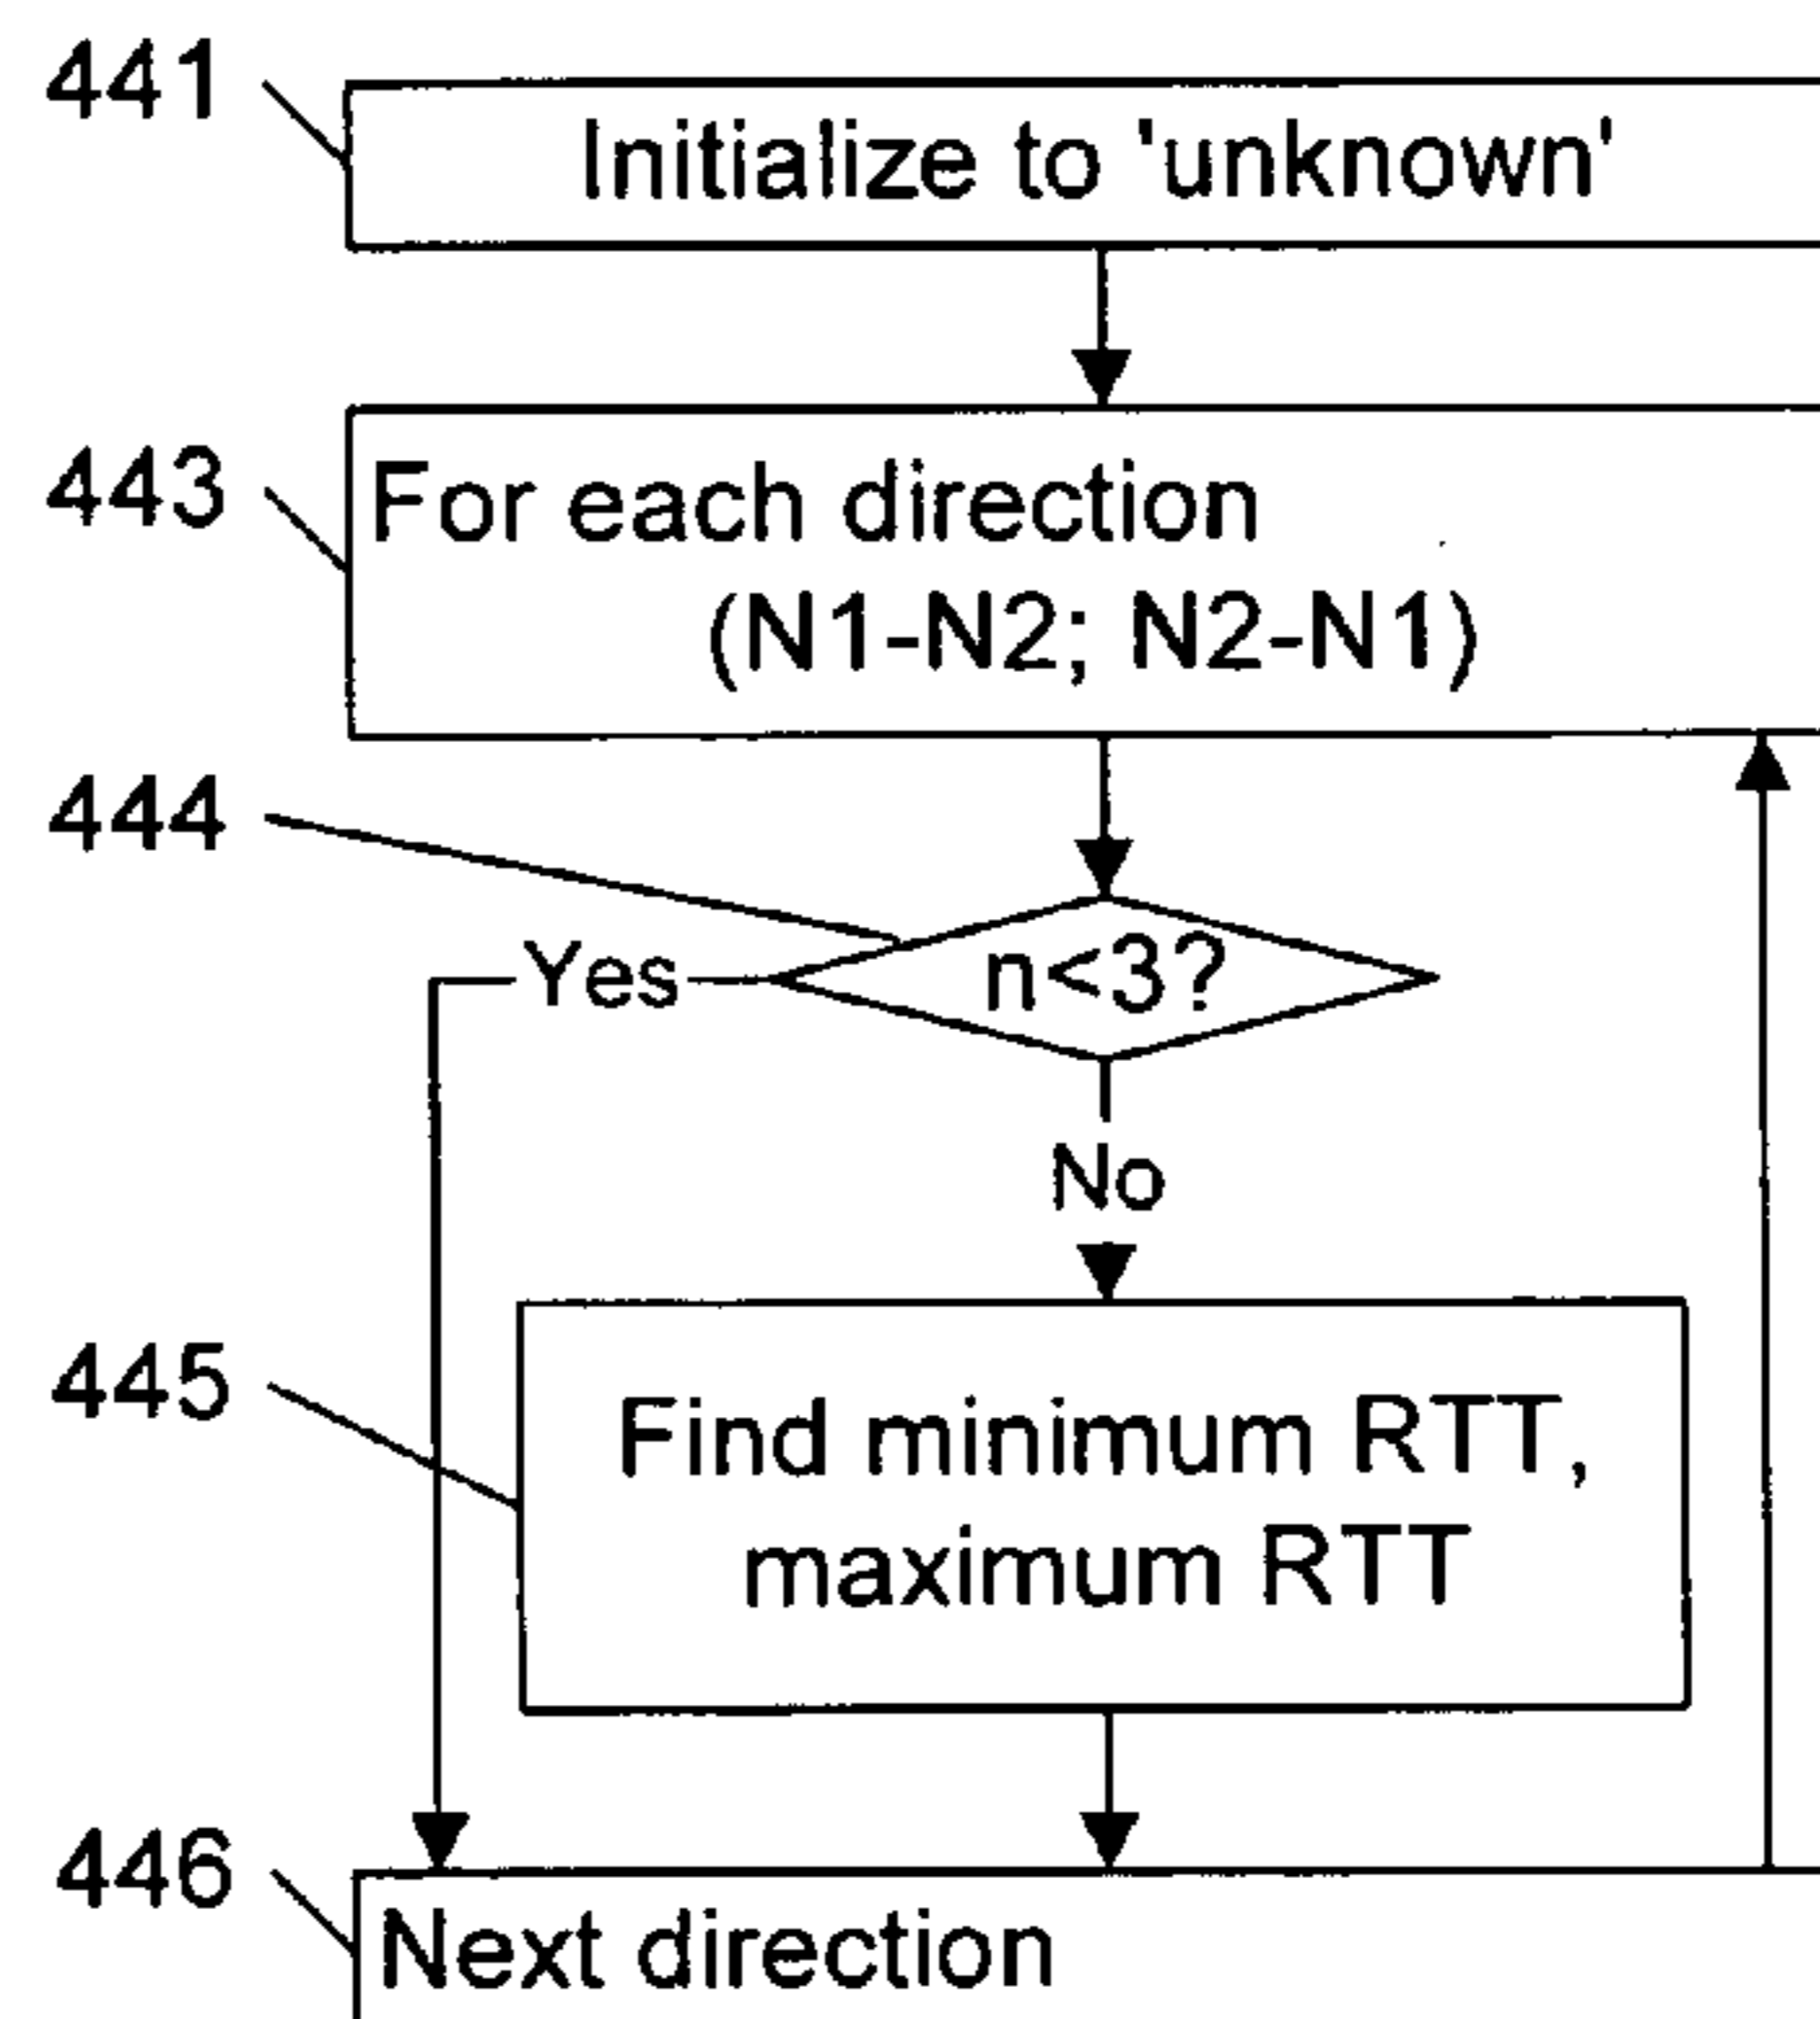 441
Initialize to 'unknown'
443
For each direction
(N1-N2; N2-N1)
444
Yes
n<3?
No
445
Find minimum RTT,
maximum RTT
446
Next direction